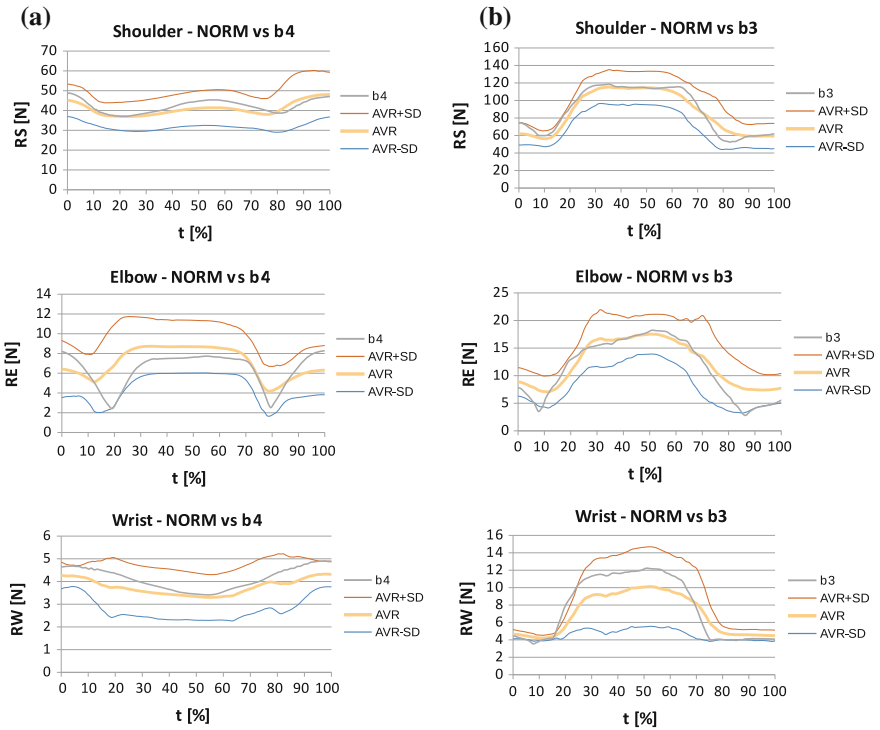 (a)
Shoulder - NORM vs b4
RS [N]
70
60
50
40
30
20
10
0
0 10 20 30 40 50 60 70 80 90 100
t [%]
b4
AVR+SD
AVR
AVR-SD
Elbow - NORM vs b4
RE [N]
14
12
10
8
6
4
2
0
0 10 20 30 40 50 60 70 80 90 100
t [%]
b4
AVR+SD
AVR
AVR-SD
Wrist - NORM vs b4
RW [N]
6
5
4
3
2
1
0
0 10 20 30 40 50 60 70 80 90 100
t [%]
b4
AVR+SD
AVR
AVR-SD
(b)
Shoulder - NORM vs b3
RS [N]
160
140
120
100
80
60
40
20
0
0 10 20 30 40 50 60 70 80 90 100
t [%]
b3
AVR+SD
AVR
AVR-SD
Elbow - NORM vs b3
RE [N]
25
20
15
10
5
0
0 10 20 30 40 50 60 70 80 90 100
t [%]
b3
AVR+SD
AVR
AVR-SD
Wrist - NORM vs b3
RW [N]
16
14
12
10
8
6
4
2
0
0 10 20 30 40 50 60 70 80 90 100
t [%]
b3
AVR+SD
AVR
AVR-SD